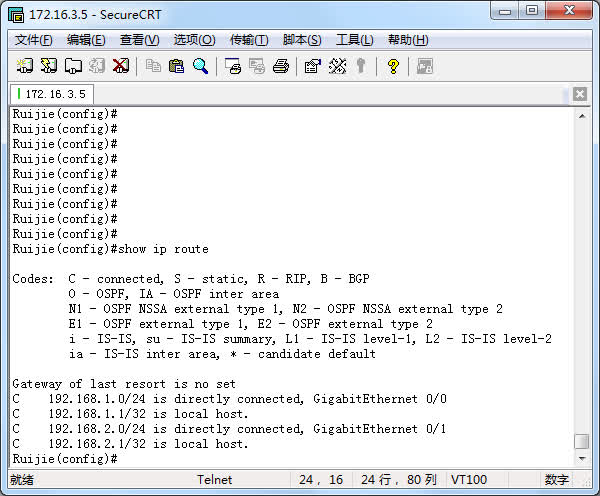 172.16.3.5 - SecureCRT
文件(F) 编辑(E) 查看(V) 选项(O) 传输(T) 脚本(S) 工具(L) 帮助(H)
172.16.3.5
Ruijie(config)#
Ruijie(config)#
Ruijie(config)#
Ruijie(config)#
Ruijie(config)#
Ruijie(config)#
Ruijie(config)#
Ruijie(config)#
Ruijie(config)#
Ruijie(config)#show ip route
Codes:  C - connected, S - static, R - RIP, B - BGP
O - OSPF, IA - OSPF inter area
N1 - OSPF NSSA external type 1, N2 - OSPF NSSA external type 2
E1 - OSPF external type 1, E2 - OSPF external type 2
i - IS-IS, su - IS-IS summary, L1 - IS-IS level-1, L2 - IS-IS level-2
ia - IS-IS inter area, * - candidate default
Gateway of last resort is no set
C    192.168.1.0/24 is directly connected, GigabitEthernet 0/0
C    192.168.1.1/32 is local host.
C    192.168.2.0/24 is directly connected, GigabitEthernet 0/1
C    192.168.2.1/32 is local host.
Ruijie(config)#
就绪 Telnet 24, 16 24 行, 80 列 VT100 数字